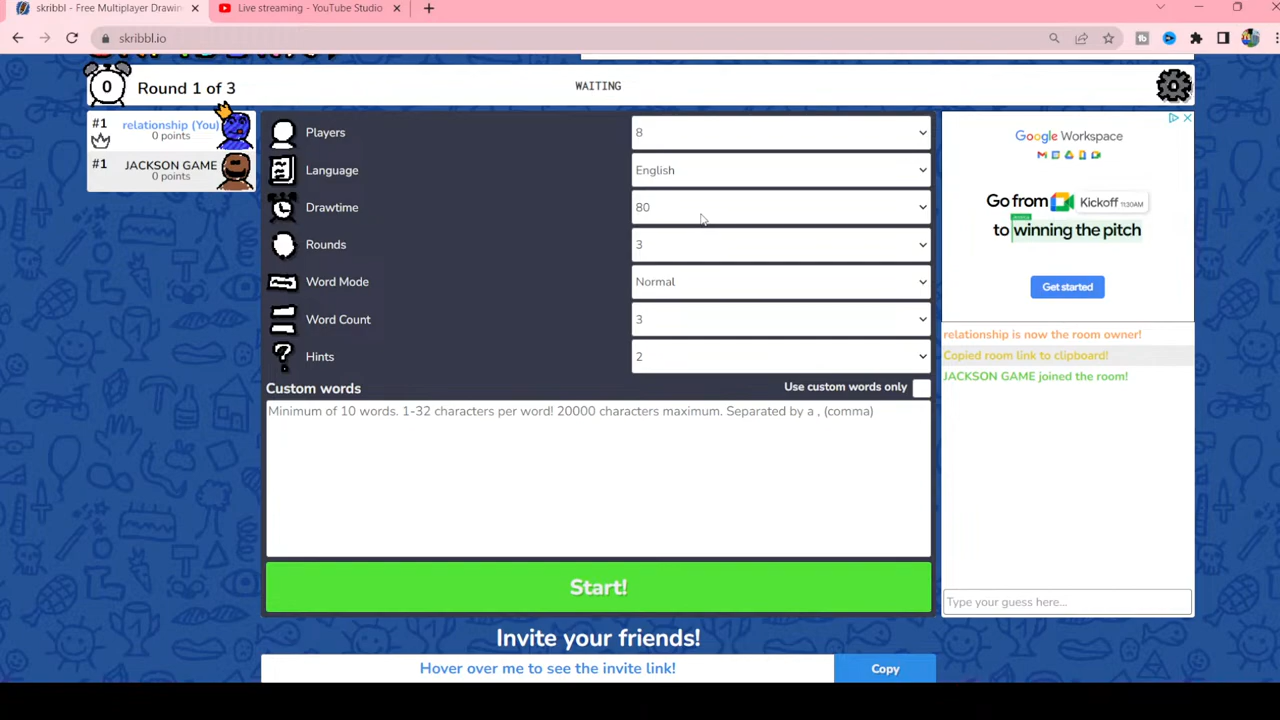 skribbl - Free Multiplayer Drawin
Live streaming - YouTube Studio
skribbl.io
0
Round 1 of 3
WAITING
#1
relationship (You)
0 points
#1
JACKSON GAME
0 points
Players
8
Language
English
Drawtime
80
Rounds
3
Word Mode
Normal
Word Count
3
Hints
2
Custom words
Use custom words only
Minimum of 10 words. 1-32 characters per word! 20000 characters maximum. Separated by a , (comma)
Start!
Invite your friends!
Hover over me to see the invite link!
Copy
Google Workspace
Go from Kickoff 11:30AM
to winning the pitch
Get started
relationship is now the room owner!
Copied room link to clipboard!
JACKSON GAME joined the room!
Type your guess here...